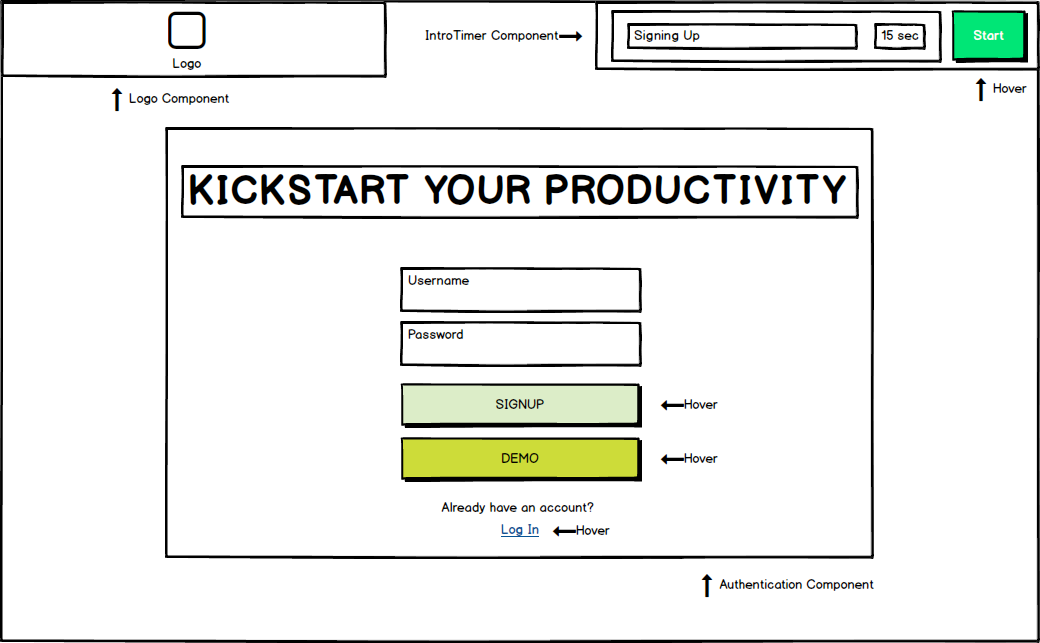 Logo
IntroTimer Component
Signing Up
15 sec
Start
Logo Component
Hover
KICKSTART YOUR PRODUCTIVITY
Username
Password
SIGNUP
Hover
DEMO
Hover
Already have an account?
Log In
Hover
Authentication Component